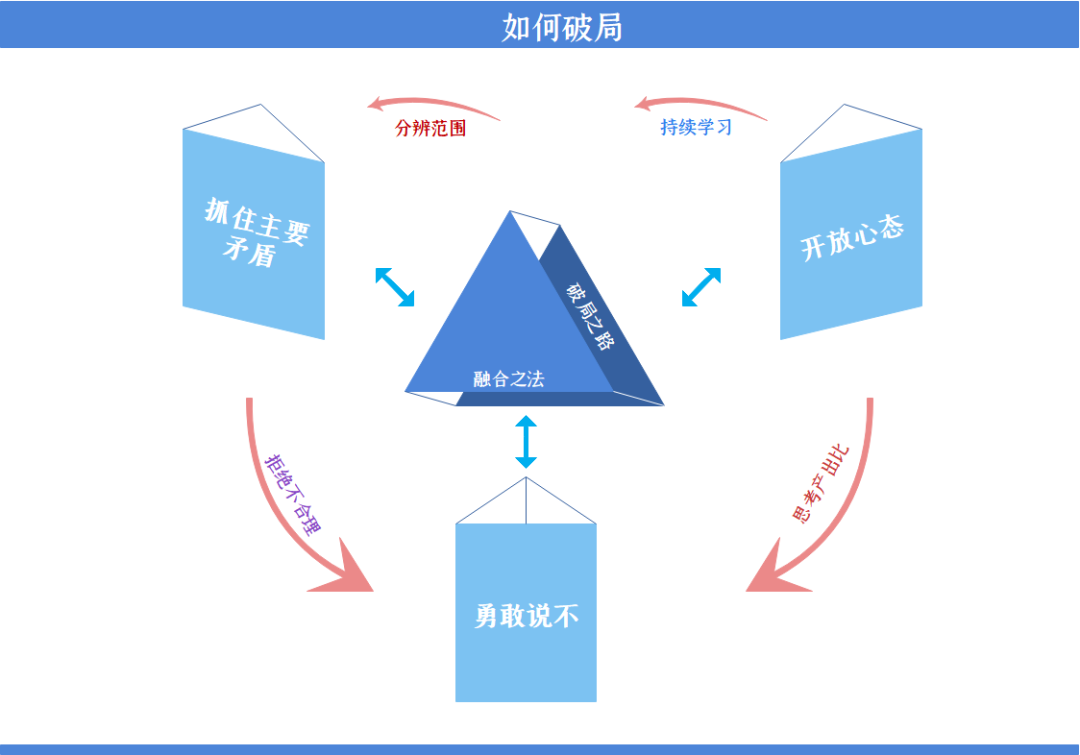 如何破局
分辨范围
持续学习
抓住主要
矛盾
开放心态
破局之路
融合之法
拒绝不合理
思考产出比
勇敢说不